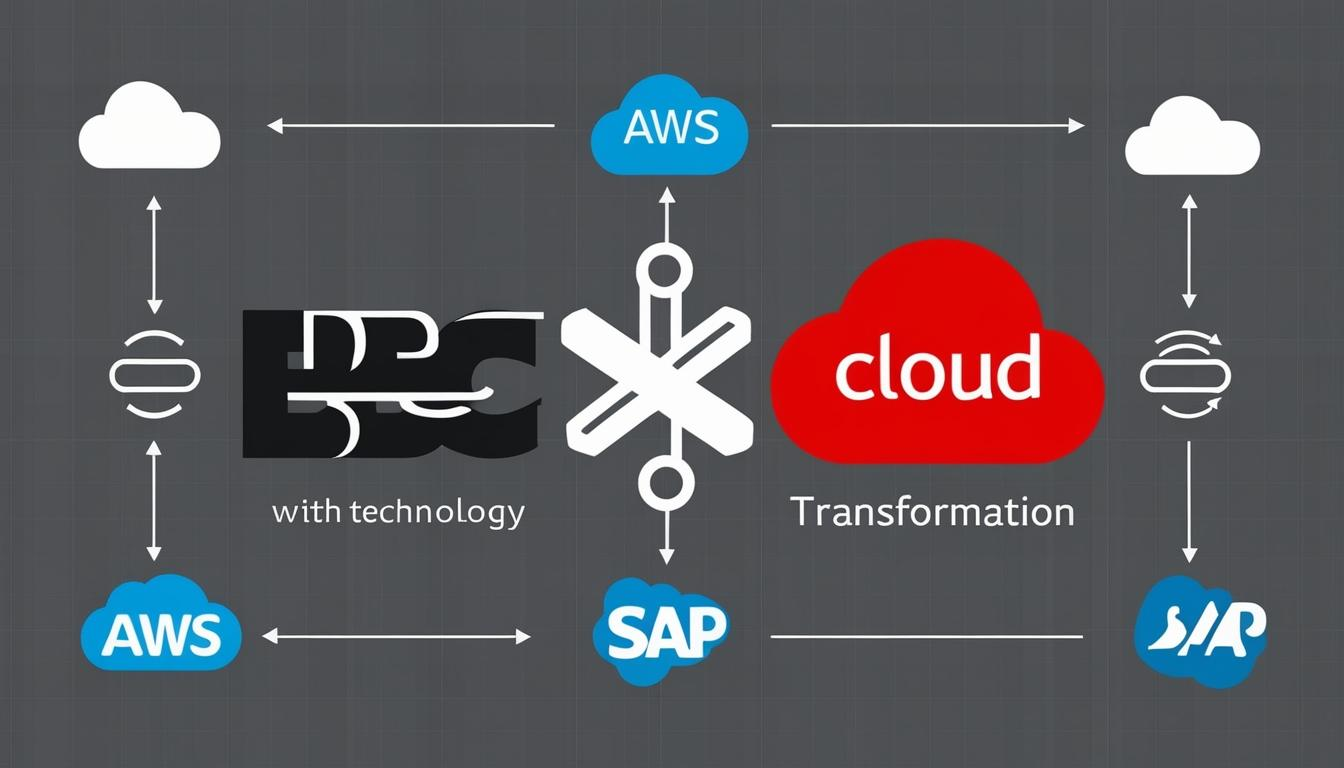 AWS
cloud
with technology
Transformation
AWS
SAP